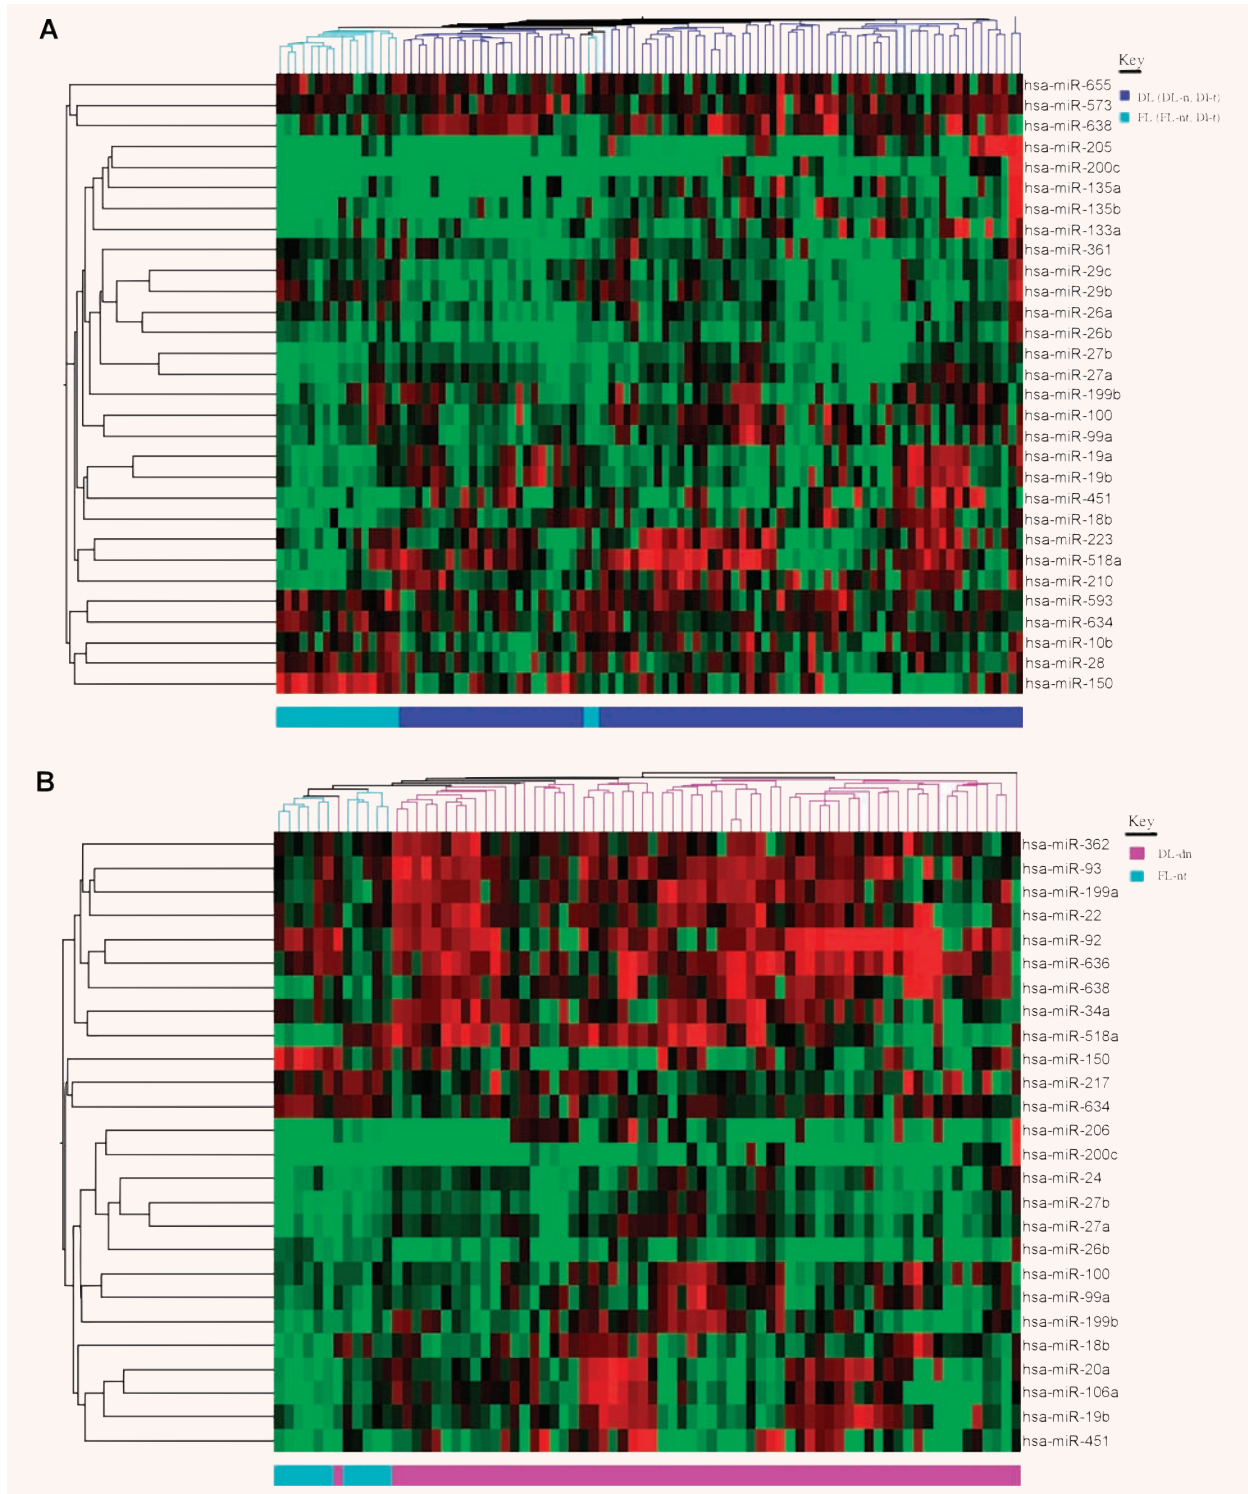 A
Key
DL (DL-n, Dl-t)
FL (FL-nt, Dl-t)
hsa-miR-655
hsa-miR-573
hsa-miR-638
hsa-miR-205
hsa-miR-200c
hsa-miR-135a
hsa-miR-135b
hsa-miR-133a
hsa-miR-361
hsa-miR-29c
hsa-miR-29b
hsa-miR-26a
hsa-miR-26b
hsa-miR-27b
hsa-miR-27a
hsa-miR-199b
hsa-miR-100
hsa-miR-99a
hsa-miR-19a
hsa-miR-19b
hsa-miR-451
hsa-miR-18b
hsa-miR-223
hsa-miR-518a
hsa-miR-210
hsa-miR-593
hsa-miR-634
hsa-miR-10b
hsa-miR-28
hsa-miR-150
B
Key
DL-dn
FL-nt
hsa-miR-362
hsa-miR-93
hsa-miR-199a
hsa-miR-22
hsa-miR-92
hsa-miR-636
hsa-miR-638
hsa-miR-34a
hsa-miR-518a
hsa-miR-150
hsa-miR-217
hsa-miR-634
hsa-miR-206
hsa-miR-200c
hsa-miR-24
hsa-miR-27b
hsa-miR-27a
hsa-miR-26b
hsa-miR-100
hsa-miR-99a
hsa-miR-199b
hsa-miR-18b
hsa-miR-20a
hsa-miR-106a
hsa-miR-19b
hsa-miR-451